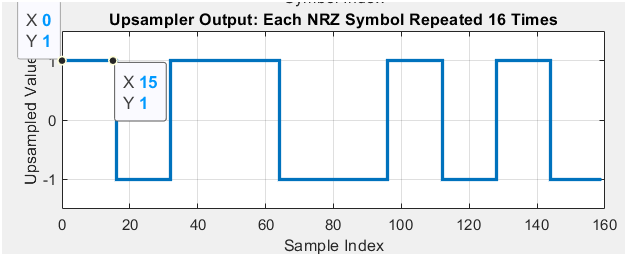 Symbol Index
Upsampler Output: Each NRZ Symbol Repeated 16 Times
X 0
Y 1
X 15
Y 1
Upsampled Value
1
0
-1
0 20 40 60 80 100 120 140 160
Sample Index